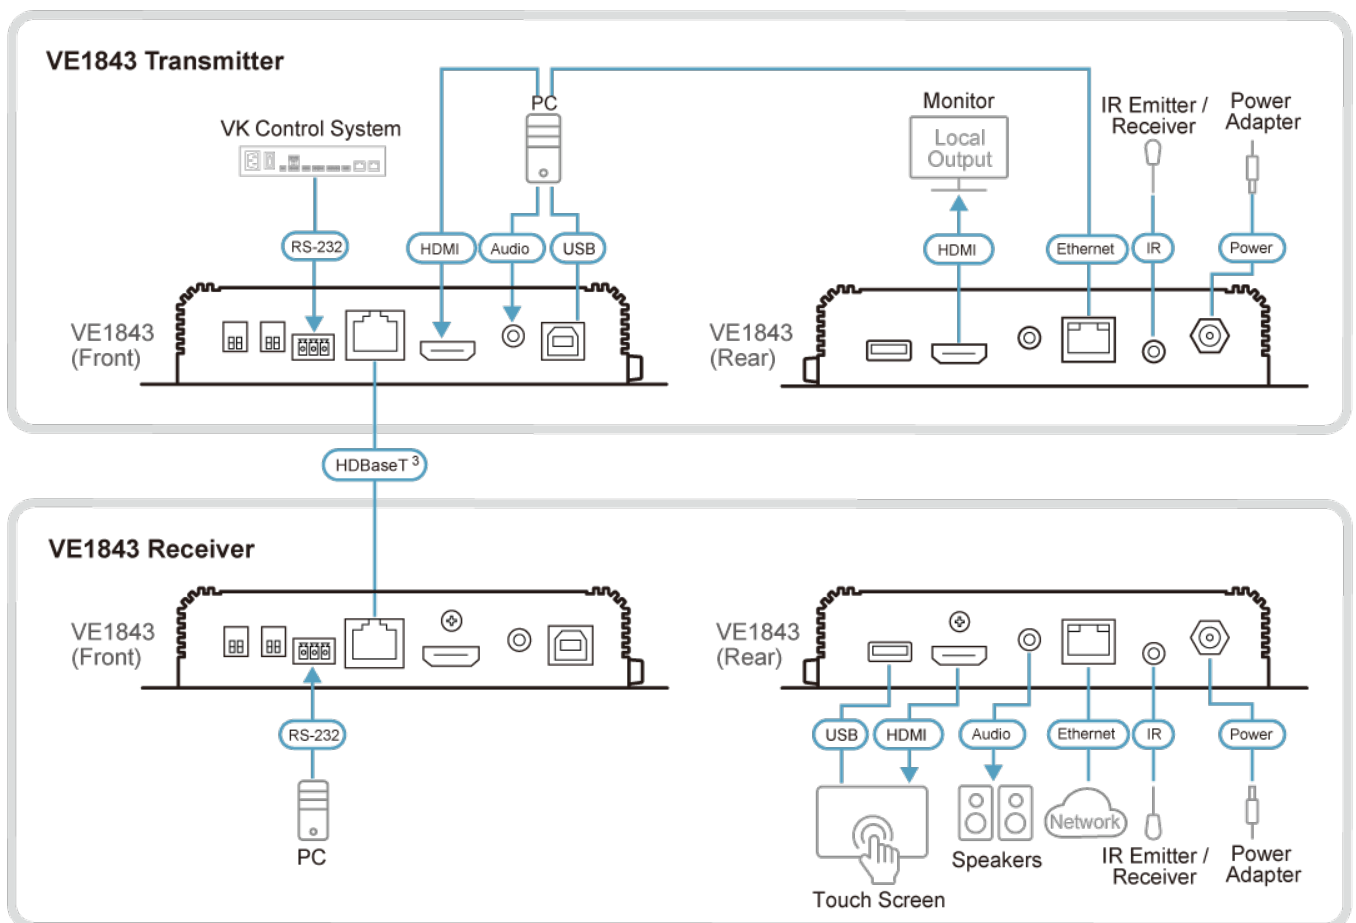 VE1843 Transmitter
VK Control System
PC
Monitor
Local
Output
IR Emitter /
Receiver
Power
Adapter
RS-232
HDMI
Audio
USB
HDMI
Ethernet
IR
Power
VE1843
(Front)
VE1843
(Rear)
HDBaseT 3
VE1843 Receiver
VE1843
(Front)
VE1843
(Rear)
RS-232
USB
HDMI
Audio
Ethernet
IR
Power
PC
Network
Touch Screen
Speakers
IR Emitter /
Receiver
Power
Adapter